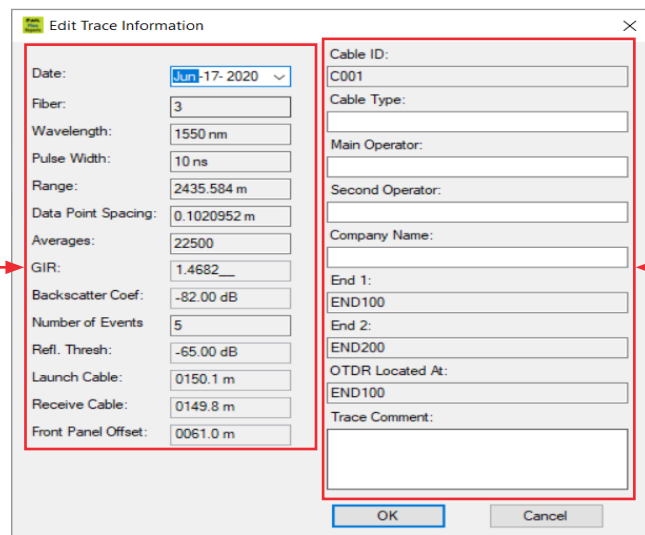 Edit Trace Information
Date: Jun-17- 2020
Fiber: 3
Wavelength: 1550 nm
Pulse Width: 10 ns
Range: 2435.584 m
Data Point Spacing: 0.1020952 m
Averages: 22500
GIR: 1.4682__
Backscatter Coef: -82.00 dB
Number of Events 5
Refl. Thresh: -65.00 dB
Launch Cable: 0150.1 m
Receive Cable: 0149.8 m
Front Panel Offset: 0061.0 m
Cable ID:
C001
Cable Type:
Main Operator:
Second Operator:
Company Name:
End 1:
END100
End 2:
END200
OTDR Located At:
END100
Trace Comment:
OK
Cancel